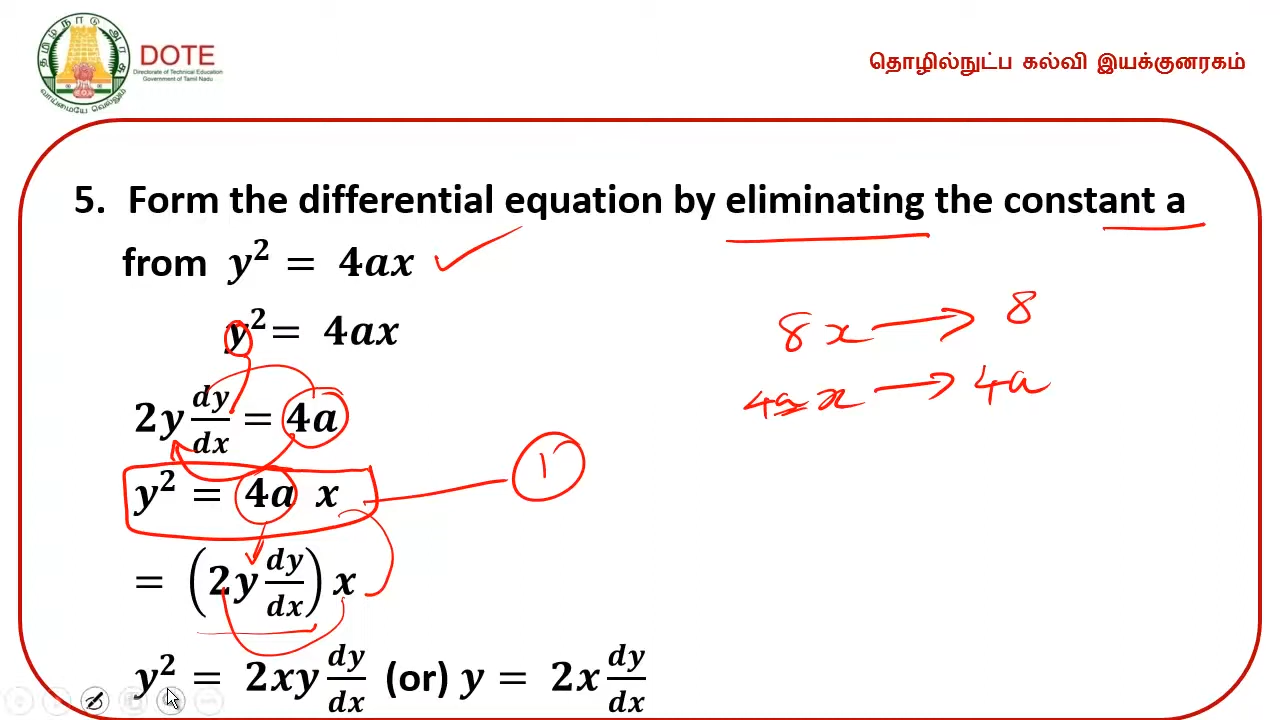 தமிழ்நாடு அரசு
வாய்மையே வெல்லும்
DOTE
Directorate of Technical Education
Government of Tamil Nadu
தொழில்நுட்ப கல்வி இயக்குனரகம்
5. Form the differential equation by eliminating the constant a
from y² = 4ax
y² = 4ax
8x → 8
4ax → 4a
2y dy/dx = 4a
y² = 4a x
1
= (2y dy/dx) x
y² = 2xy dy/dx (or) y = 2x dy/dx